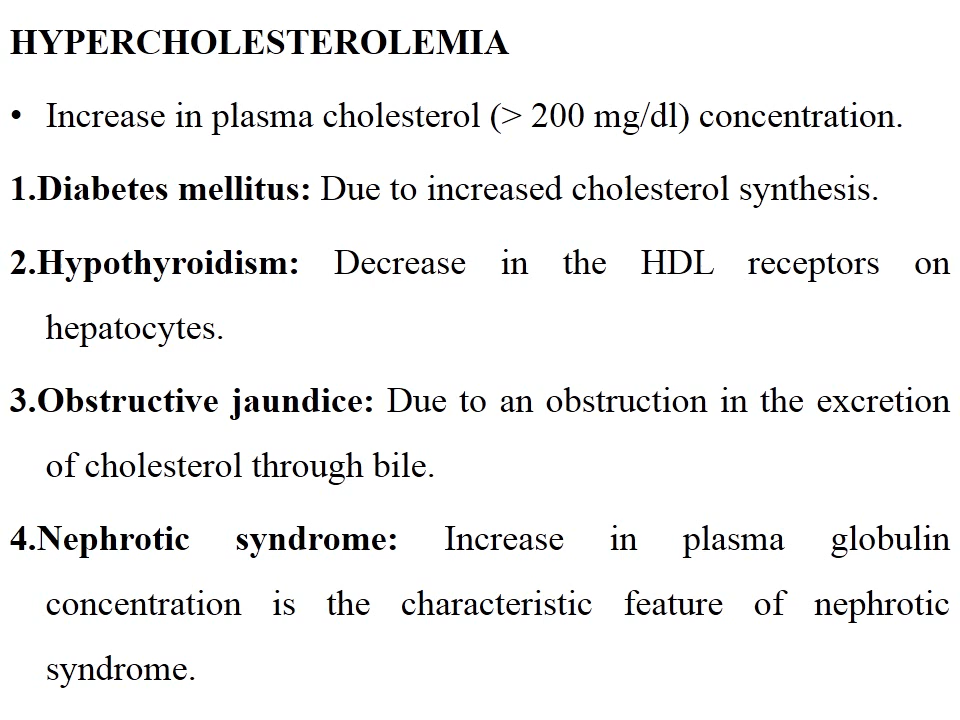 HYPERCHOLESTEROLEMIA
• Increase in plasma cholesterol (> 200 mg/dl) concentration.
1.Diabetes mellitus: Due to increased cholesterol synthesis.
2.Hypothyroidism: Decrease in the HDL receptors on
hepatocytes.
3.Obstructive jaundice: Due to an obstruction in the excretion
of cholesterol through bile.
4.Nephrotic syndrome: Increase in plasma globulin
concentration is the characteristic feature of nephrotic
syndrome.